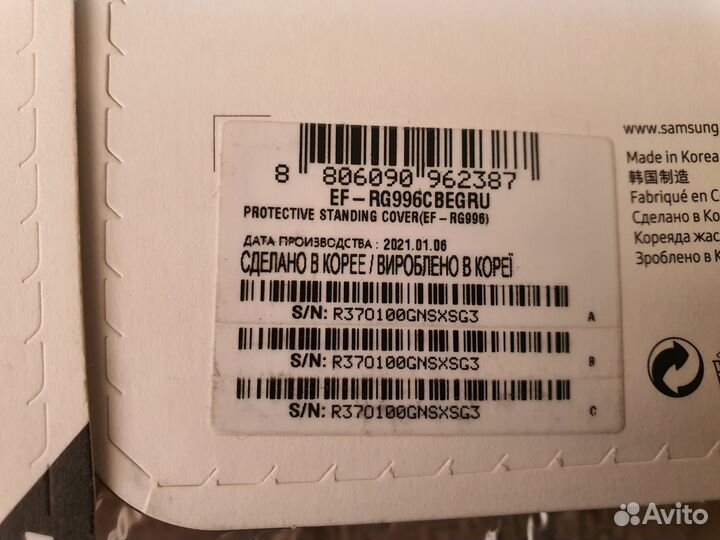 8 806090 962387
EF-RG996CBEGRU
PROTECTIVE STANDING COVER(EF-RG996)
ДАТА ПРОИЗВОДСТВА : 2021.01.06
СДЕЛАНО В КОРЕЕ / ВИРОБЛЕНО В КОРЕЇ
S/N: R370100GNSXSG3 A
S/N: R370100GNSXSG3 B
S/N: R370100GNSXSG3 C
www.samsung
Made in Korea
韩国制造
Fabriqué en C
Сделано в Ко
Кореяда жас
Зроблено в К
Avito